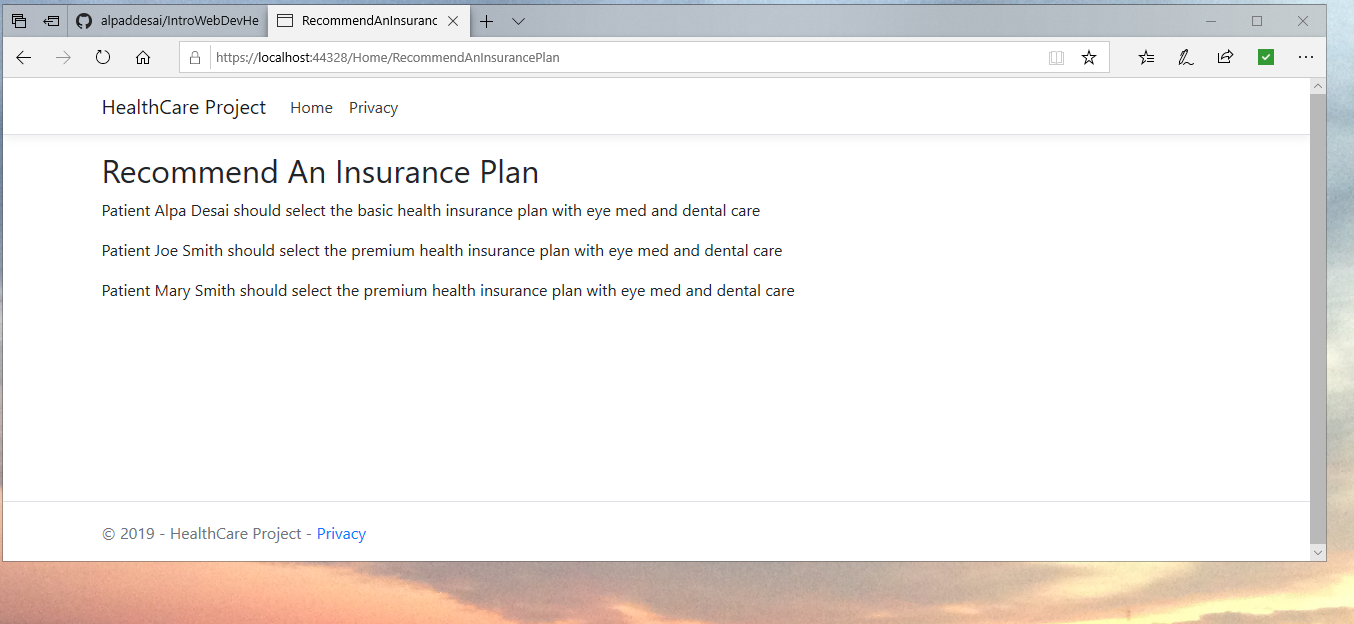 alpaddesai/IntroWebDevHe
RecommendAnInsuranc
https://localhost:44328/Home/RecommendAnInsurancePlan
HealthCare Project Home Privacy
Recommend An Insurance Plan
Patient Alpa Desai should select the basic health insurance plan with eye med and dental care
Patient Joe Smith should select the premium health insurance plan with eye med and dental care
Patient Mary Smith should select the premium health insurance plan with eye med and dental care
© 2019 - HealthCare Project - Privacy